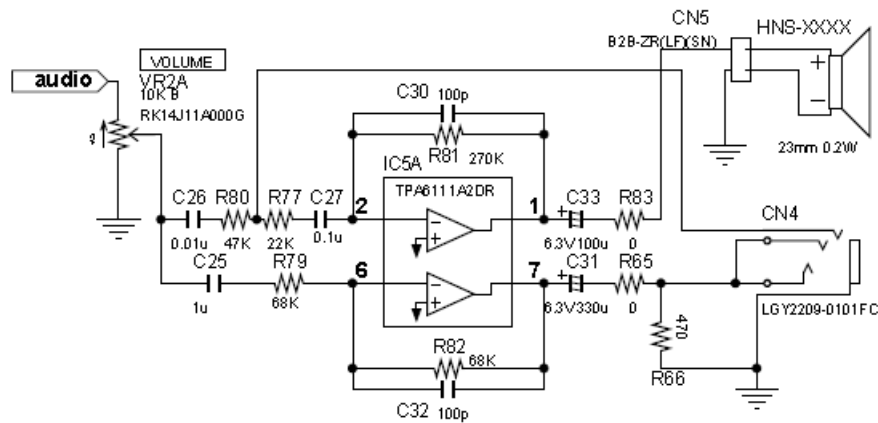 CN5
HNS-XXXX
B2B-ZR(LF)(SN)
VOLUME
audio
VR2A
10K B
RK14J11A000G
C30 100p
+
−
R81 270K
23mm 0.2W
IC5A
TPA6111A2DR
C26 R80 R77 C27
2
1
C33 R83
CN4
0.01u 47K 22K 0.1u
−
+
+
6.3V100u 0
C25 R79
6
7
C31 R65
1u 68K
−
+
+
6.3V330u 0
LGY2209-0101FC
470
R66
R82 68K
C32 100p